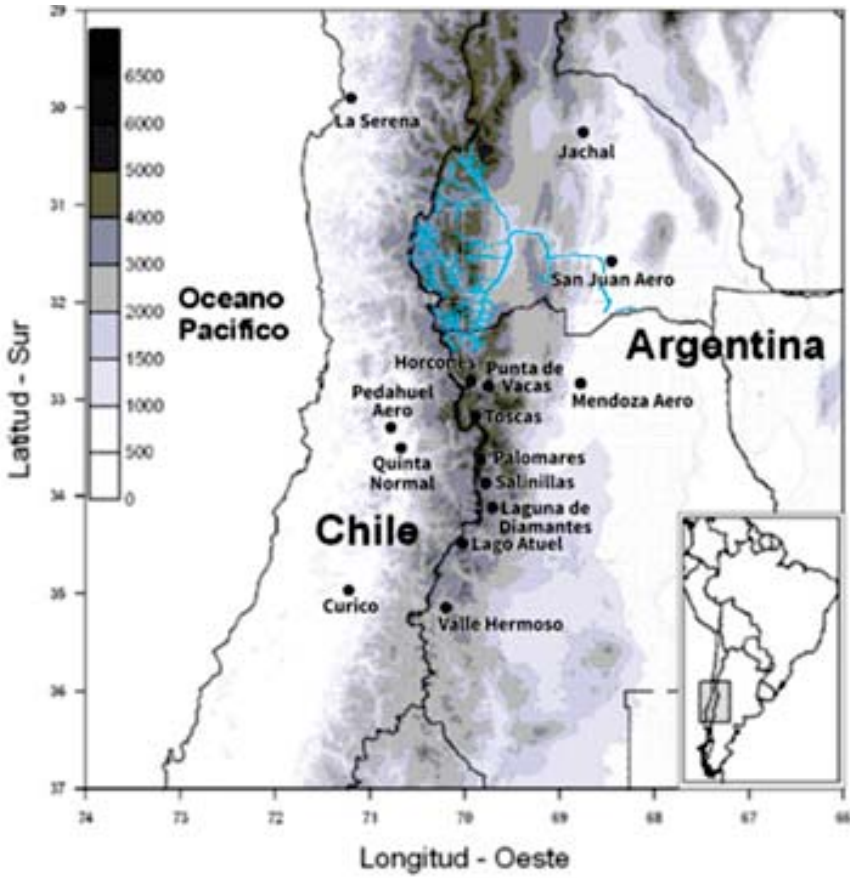 29
30
31
32
33
34
35
36
37
6500
6000
5000
4000
3000
2000
1500
1000
500
0
La Serena
Jachal
San Juan Aero
Oceano
Pacifico
Argentina
Horcones
Punta de
Vacas
Mendoza Aero
Pedahuel
Aero
Toscas
Quinta
Normal
Palomares
Salinillas
Laguna de
Diamantes
Chile
Lago Atuel
Curico
Valle Hermoso
Latitud - Sur
74
73
72
71
70
69
68
67
66
Longitud - Oeste